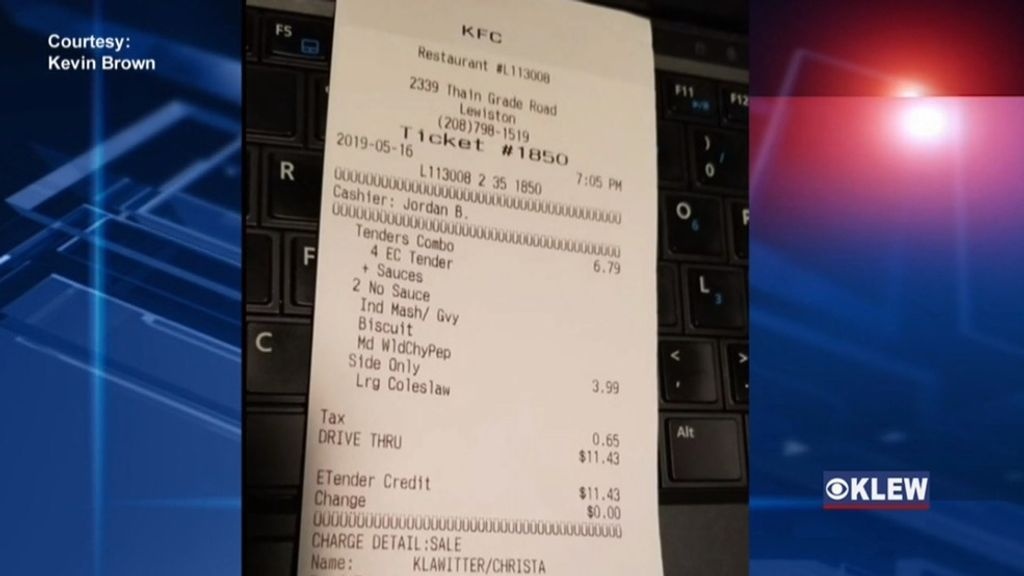 Courtesy:
Kevin Brown
KFC
Restaurant #L113008
2339 Thain Grade Road
Lewiston
(208)798-1519
Ticket #1850
2019-05-16 7:05 PM
L113008 2 35 1850
Cashier: Jordan B.
Tenders Combo 6.79
4 EC Tender
+ Sauces
2 No Sauce
Ind Mash/ Gvy
Biscuit
Md WldChyPep
Side Only 3.99
Lrg Coleslaw
Tax 0.65
DRIVE THRU $11.43
ETender Credit $11.43
Change $0.00
CHARGE DETAIL:SALE
Name: KLAWITTER/CHRISTA
F5
R
F
C
F11
F12
)
0
O
6
L
3
<
,
>
Alt
KLEW